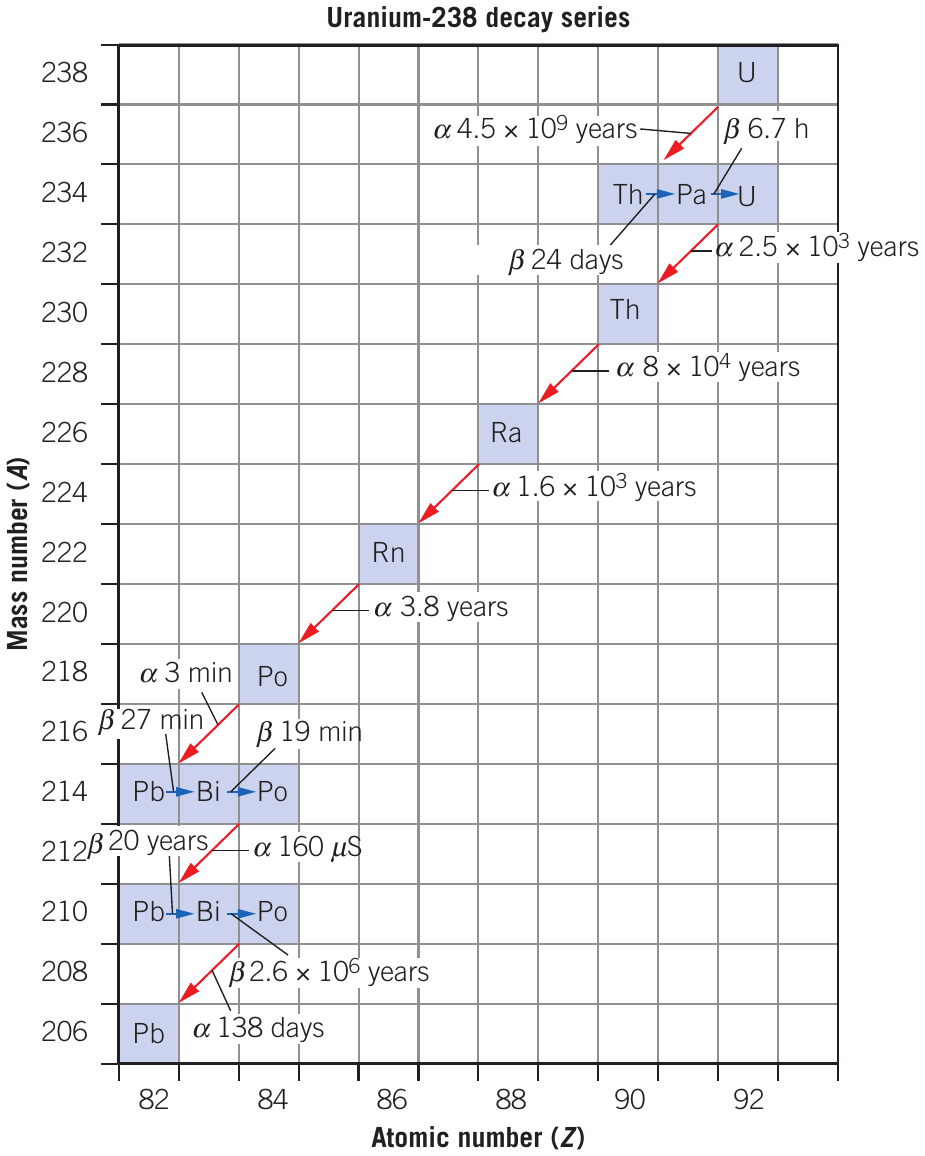 Uranium-238 decay series
238
U
236
α 4.5 × 10⁹ years
β 6.7 h
234
Th
Pa
U
232
β 24 days
α 2.5 × 10³ years
230
Th
228
α 8 × 10⁴ years
226
Ra
224
α 1.6 × 10³ years
222
Rn
220
α 3.8 years
218
Po
α 3 min
216
β 27 min
β 19 min
214
Pb
Bi
Po
212
β 20 years
α 160 μS
210
Pb
Bi
Po
208
β 2.6 × 10⁶ years
206
Pb
α 138 days
82
84
86
88
90
92
Mass number (A)
Atomic number (Z)